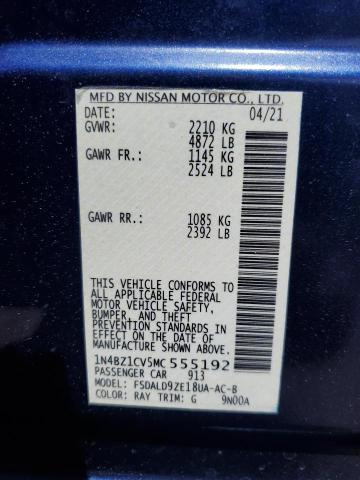 MFD BY NISSAN MOTOR CO., LTD.
DATE: 04/21
GVWR: 2210 KG
4872 LB
GAWR FR.: 1145 KG
2524 LB
GAWR RR.: 1085 KG
2392 LB
THIS VEHICLE CONFORMS TO
ALL APPLICABLE FEDERAL
MOTOR VEHICLE SAFETY,
BUMPER, AND THEFT
PREVENTION STANDARDS IN
EFFECT ON THE DATE OF
MANUFACTURE SHOWN ABOVE.
1N4BZ1CV5MC 555192
PASSENGER CAR 913
MODEL: FSDALD9ZE18UA-AC-B
COLOR: RAY TRIM: G 9N00A